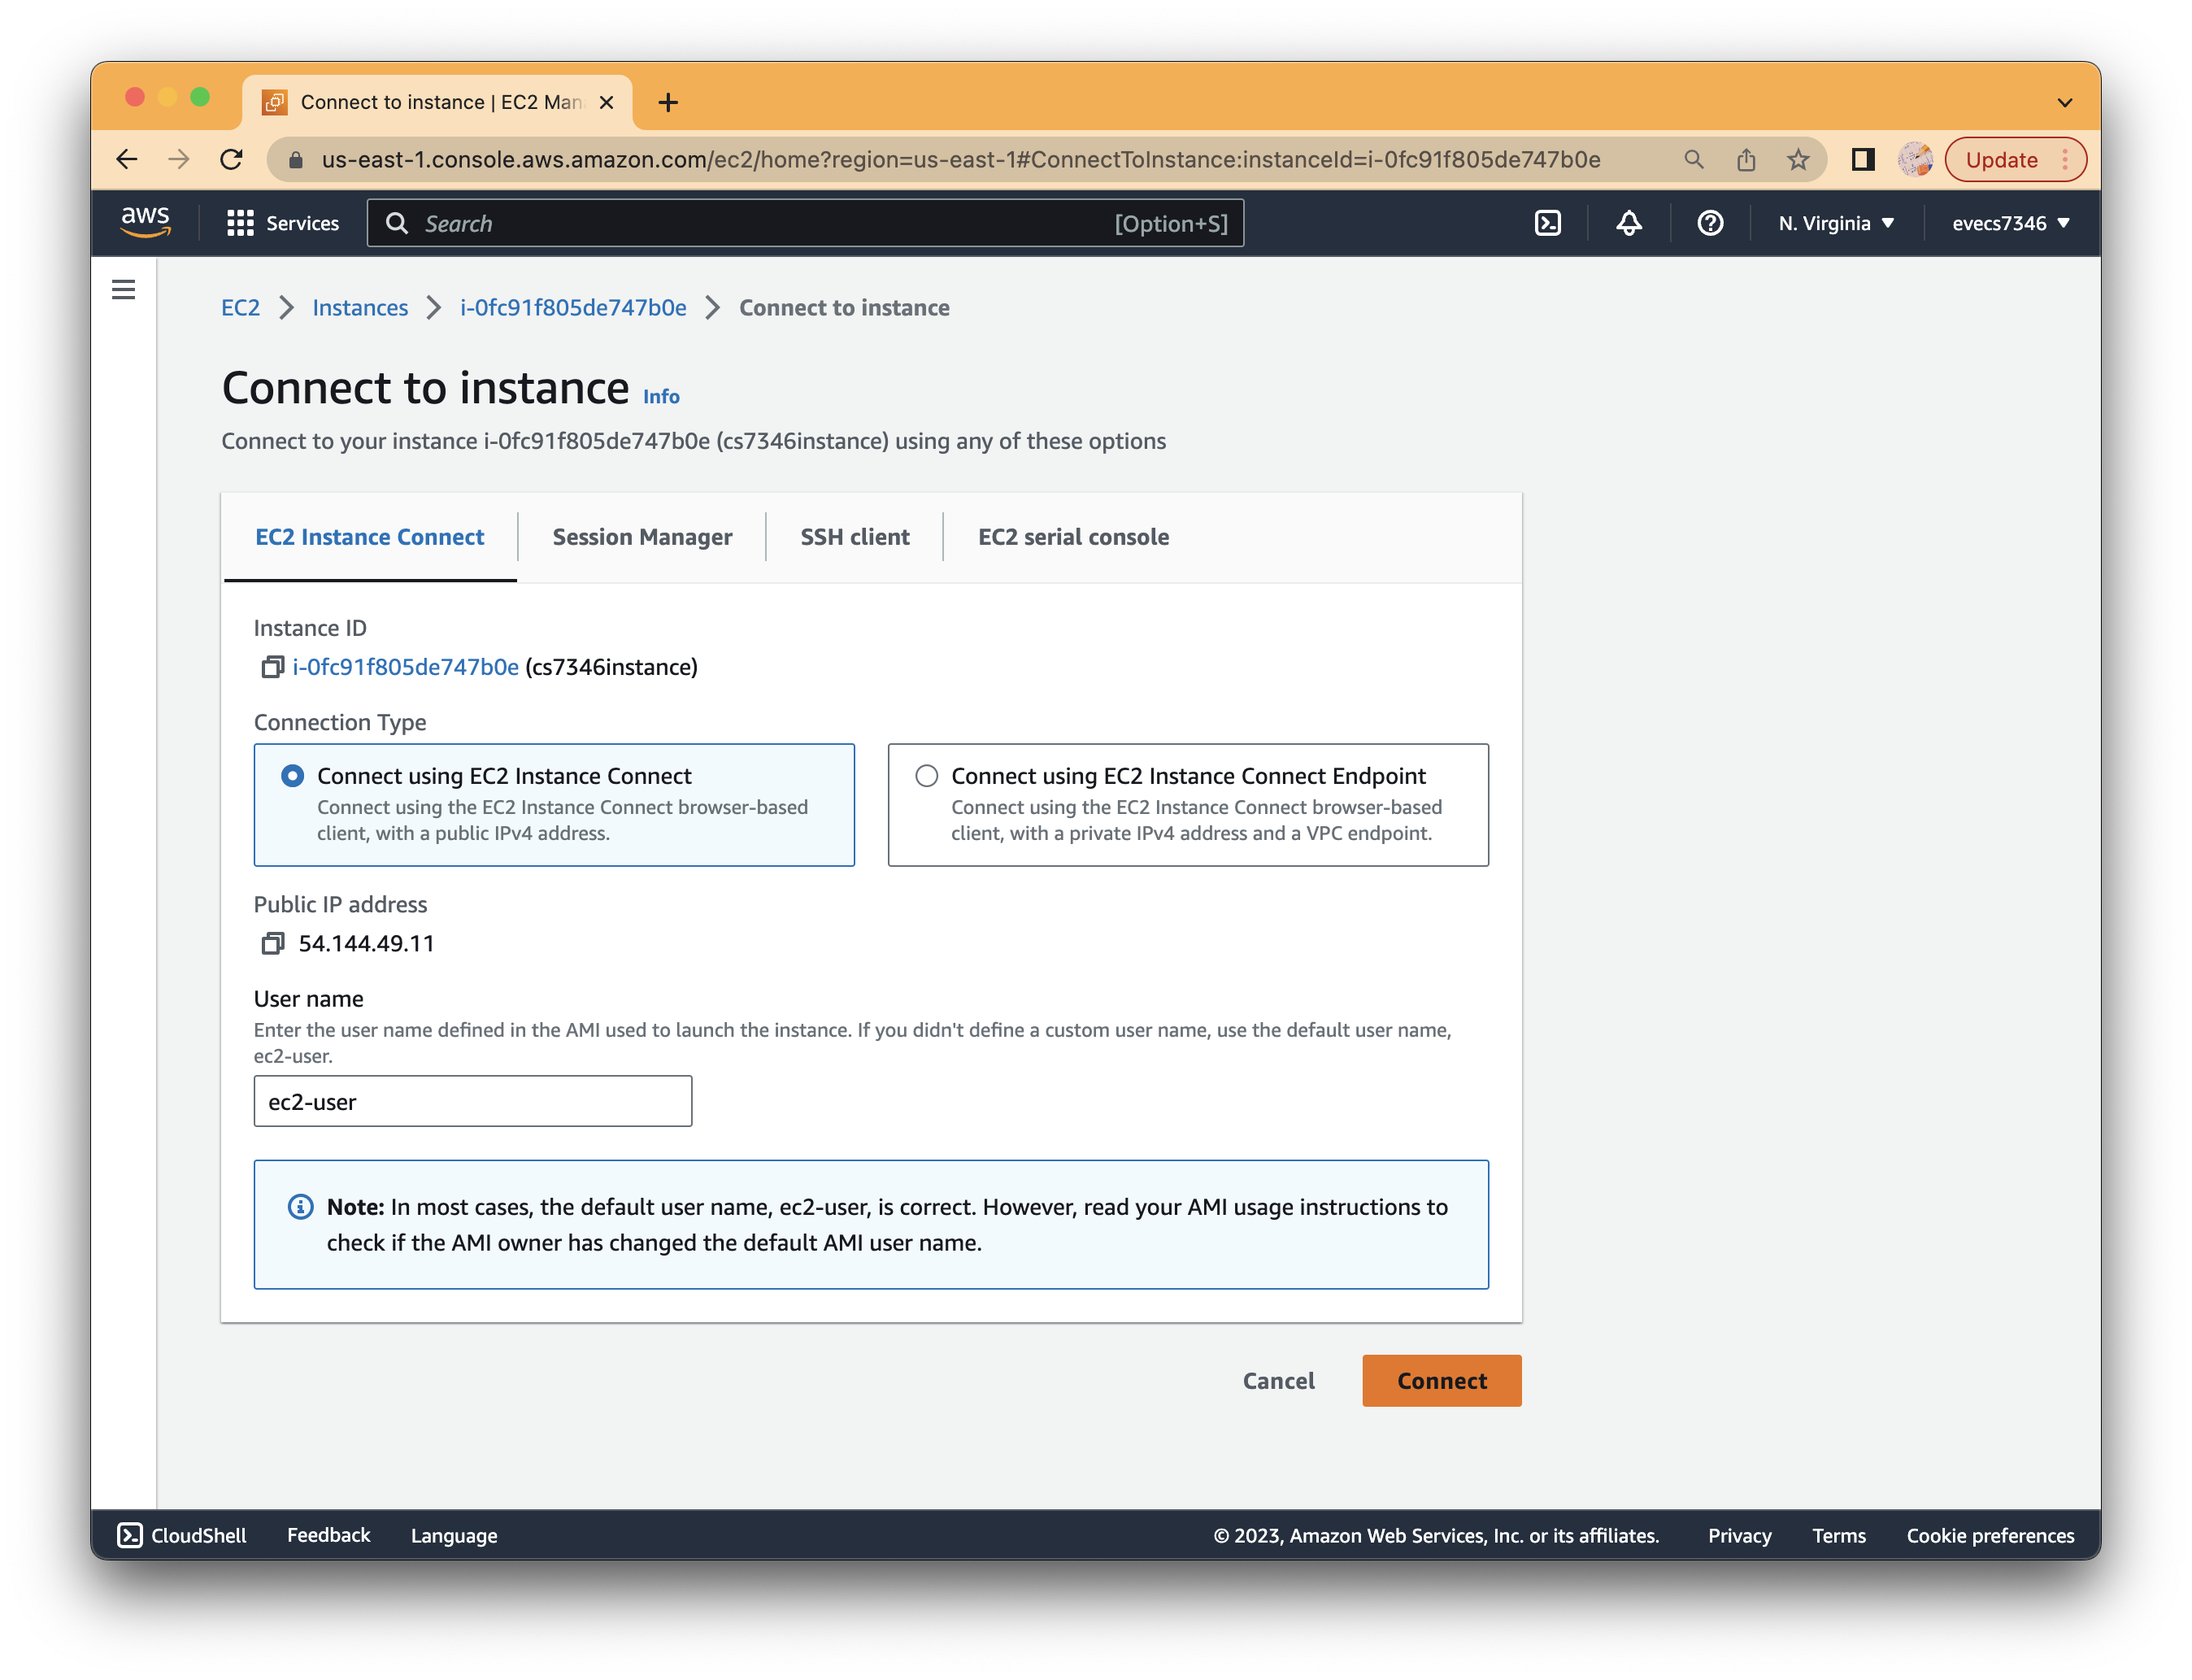 Connect to instance | EC2 Man
us-east-1.console.aws.amazon.com/ec2/home?region=us-east-1#ConnectToInstance:instanceId=i-0fc91f805de747b0e
Update
aws
Services
Search
[Option+S]
N. Virginia
evecs7346
EC2 Instances i-0fc91f805de747b0e Connect to instance
Connect to instance Info
Connect to your instance i-0fc91f805de747b0e (cs7346instance) using any of these options
EC2 Instance Connect
Session Manager
SSH client
EC2 serial console
Instance ID
i-0fc91f805de747b0e (cs7346instance)
Connection Type
Connect using EC2 Instance Connect
Connect using the EC2 Instance Connect browser-based
client, with a public IPv4 address.
Connect using EC2 Instance Connect Endpoint
Connect using the EC2 Instance Connect browser-based
client, with a private IPv4 address and a VPC endpoint.
Public IP address
54.144.49.11
User name
Enter the user name defined in the AMI used to launch the instance. If you didn't define a custom user name, use the default user name,
ec2-user.
ec2-user
Note: In most cases, the default user name, ec2-user, is correct. However, read your AMI usage instructions to
check if the AMI owner has changed the default AMI user name.
Cancel
Connect
CloudShell
Feedback
Language
© 2023, Amazon Web Services, Inc. or its affiliates.
Privacy
Terms
Cookie preferences